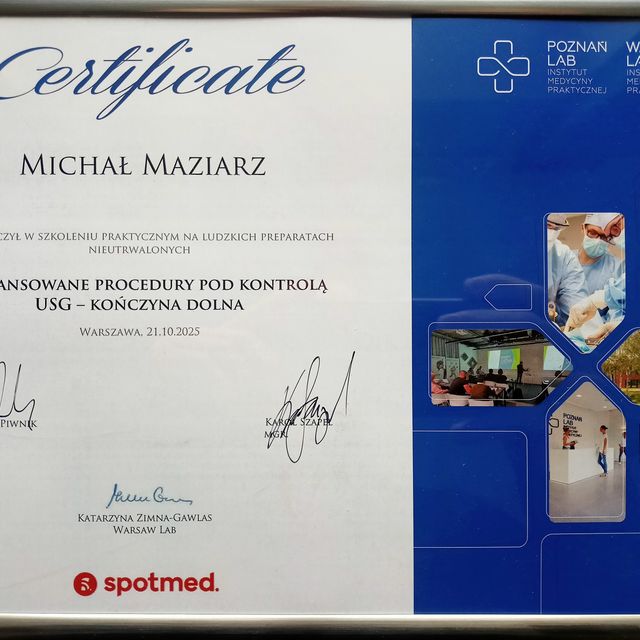 Certificate
POZNAŃ LAB
INSTYTUT
MEDYCYNY
PRAKTYCZNEJ
MICHAŁ MAZIARZ
CZYŁ W SZKOLENIU PRAKTYCZNYM NA LUDZKICH PREPARATACH
NIEUTRWALONYCH
ANSOWANE PROCEDURY POD KONTROLĄ
USG – KOŃCZYNA DOLNA
WARSZAWA, 21.10.2025
PIWNIK
KAROL SZAPEL
MGR
KATARZYNA ZIMNA-GAWLAS
WARSAW LAB
spotmed.
POZNAŃ
LAB